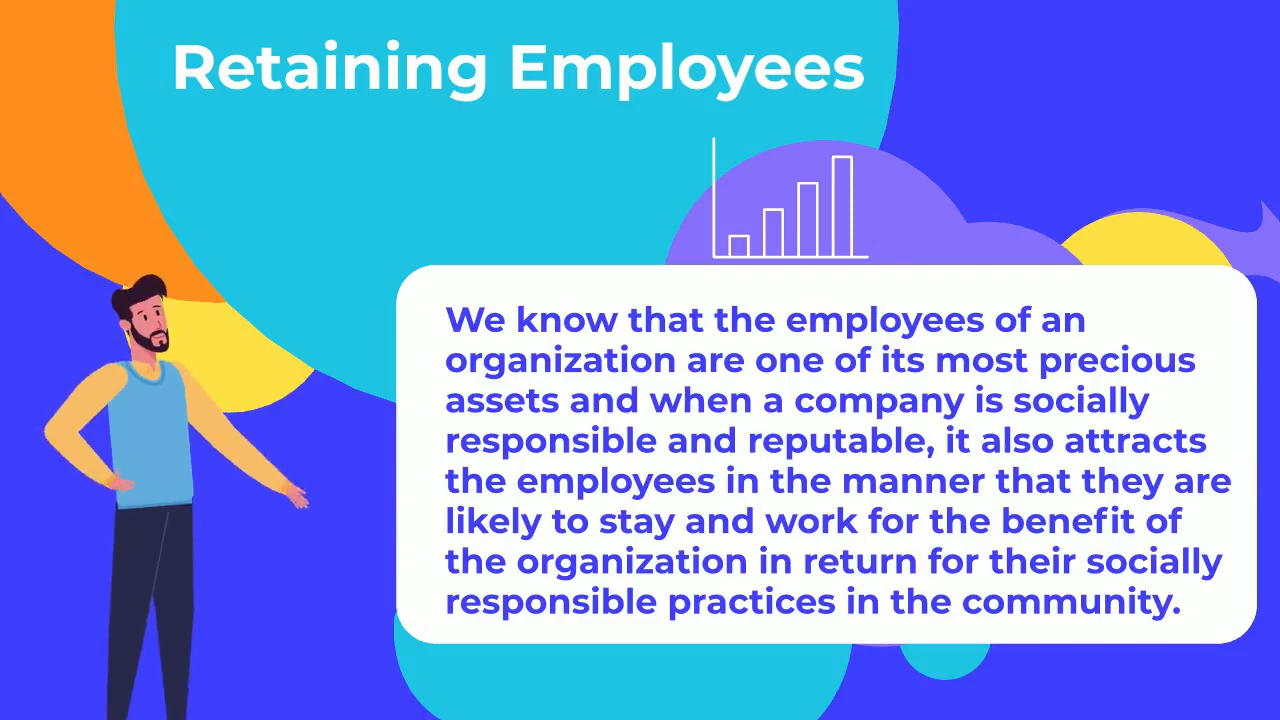 Retaining Employees
We know that the employees of an
organization are one of its most precious
assets and when a company is socially
responsible and reputable, it also attracts
the employees in the manner that they are
likely to stay and work for the benefit of
the organization in return for their socially
responsible practices in the community.